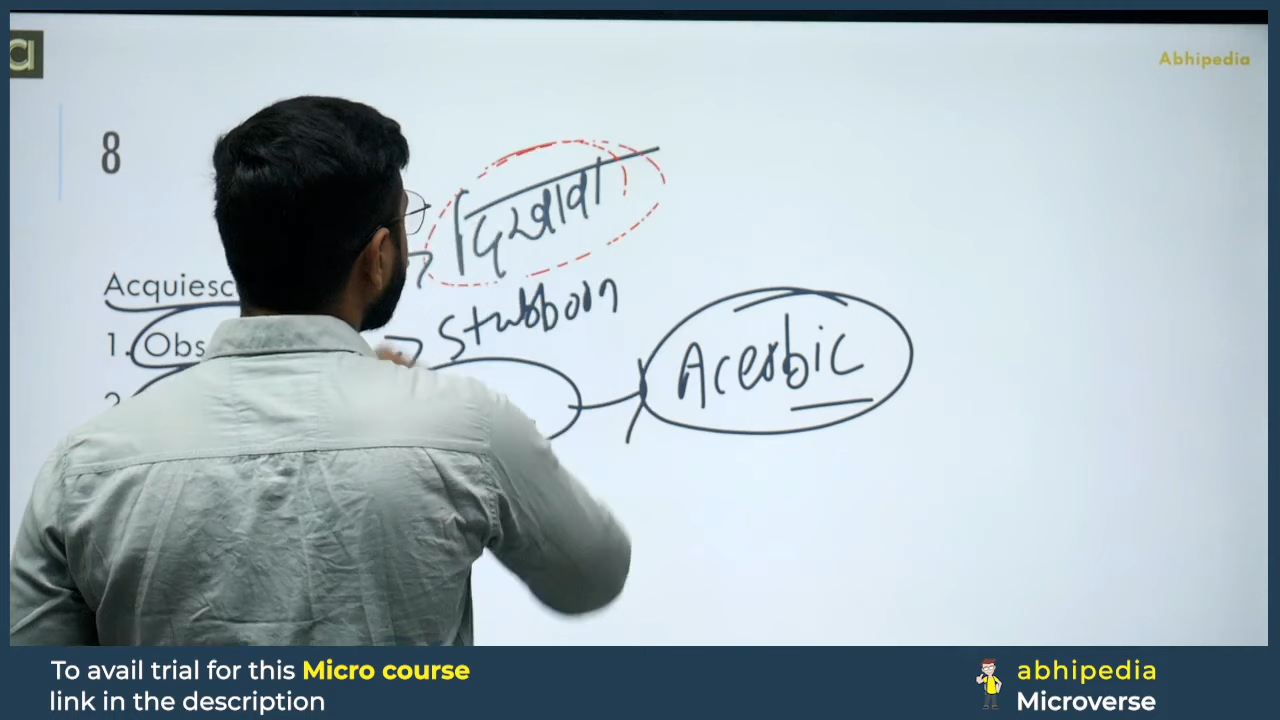 a
Abhipedia
8
दिखावा
Acquiesc
stubborn
1. Obs
Acerbic
2
To avail trial for this Micro course
link in the description
abhipedia
Microverse